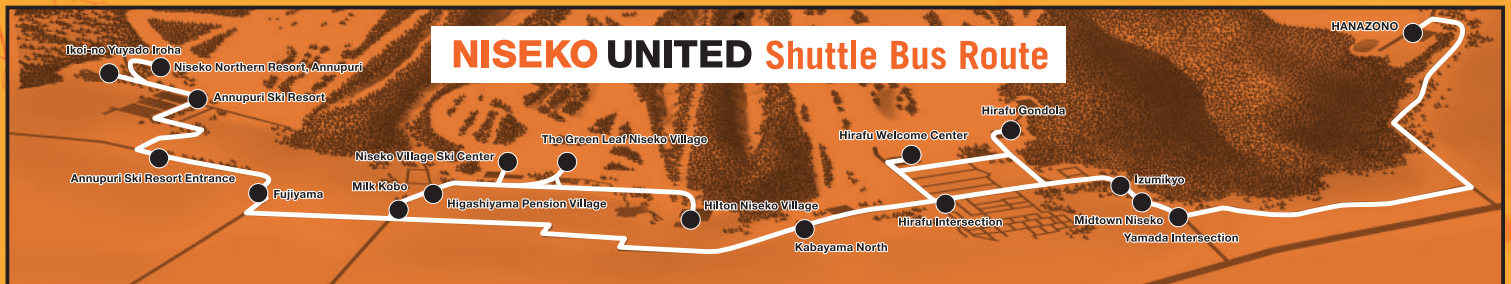 NISEKO UNITED Shuttle Bus Route
HANAZONO
Ikoi-no Yuyado Iroha
Niseko Northern Resort, Annupuri
Annupuri Ski Resort
Hirafu Gondola
Hirafu Welcome Center
The Green Leaf Niseko Village
Niseko Village Ski Center
Annupuri Ski Resort Entrance
Fujiyama
Milk Kobo
Higashiyama Pension Village
Hilton Niseko Village
Kabayama North
Hirafu Intersection
Izumikyo
Midtown Niseko
Yamada Intersection